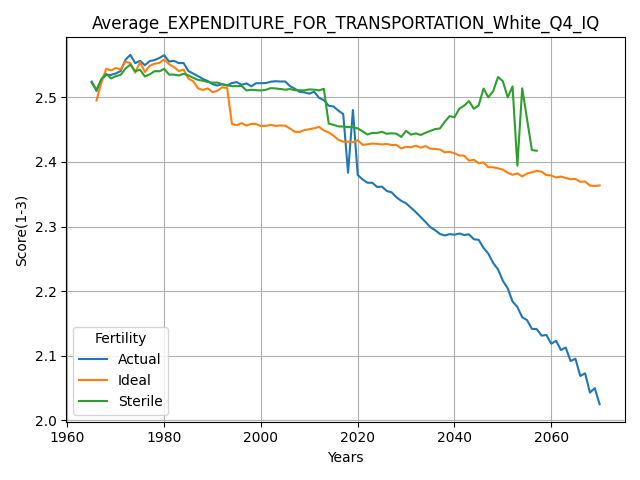 Average_EXPENDITURE_FOR_TRANSPORTATION_White_Q4_IQ
Score(1-3)
2.5
2.4
2.3
2.2
2.1
2.0
Fertility
Actual
Ideal
Sterile
1960 1980 2000 2020 2040 2060
Years